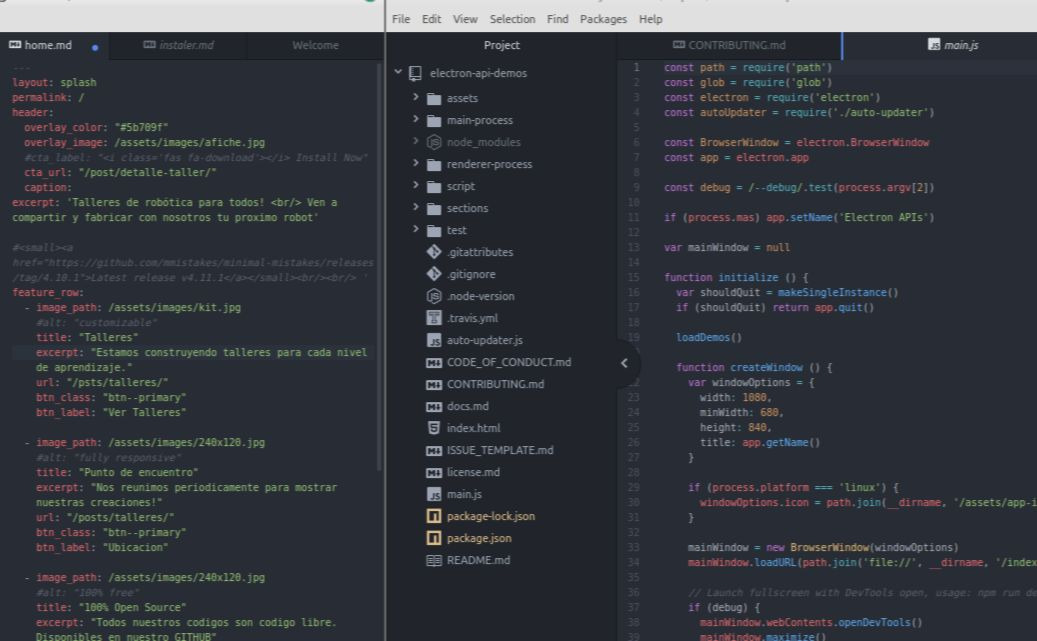 home.md
instaler.md
Welcome
---
layout: splash
permalink: /
header:
overlay_color: "#5b709f"
overlay_image: /assets/images/afiche.jpg
#cta_label: "<i class='fas fa-download'></i> Install Now"
cta_url: "/post/detalle-taller/"
caption:
excerpt: 'Talleres de robótica para todos! <br/> Ven a
compartir y fabricar con nosotros tu proximo robot'
#<small><a
href="https://github.com/mmistakes/minimal-mistakes/releases
/tag/4.10.1">Latest release v4.11.1</a></small><br/><br/> '
feature_row:
- image_path: /assets/images/kit.jpg
#alt: "customizable"
title: "Talleres"
excerpt: "Estamos construyendo talleres para cada nivel
de aprendizaje."
url: "/psts/talleres/"
btn_class: "btn--primary"
btn_label: "Ver Talleres"
- image_path: /assets/images/240x120.jpg
#alt: "fully responsive"
title: "Punto de encuentro"
excerpt: "Nos reunimos periodicamente para mostrar
nuestras creaciones!"
url: "/posts/talleres/"
btn_class: "btn--primary"
btn_label: "Ubicacion"
- image_path: /assets/images/240x120.jpg
#alt: "100% free"
title: "100% Open Source"
excerpt: "Todos nuestros codigos son codigo libre.
Disponibles en nuestro GITHUB"
File Edit View Selection Find Packages Help
Project
electron-api-demos
assets
main-process
node_modules
renderer-process
script
sections
test
.gitattributes
.gitignore
.node-version
.travis.yml
auto-updater.js
CODE_OF_CONDUCT.md
CONTRIBUTING.md
docs.md
index.html
ISSUE_TEMPLATE.md
license.md
main.js
package-lock.json
package.json
README.md
CONTRIBUTING.md
main.js
1 const path = require('path')
2 const glob = require('glob')
3 const electron = require('electron')
4 const autoUpdater = require('./auto-updater')
5
6 const BrowserWindow = electron.BrowserWindow
7 const app = electron.app
8
9 const debug = /--debug/.test(process.argv[2])
10
11 if (process.mas) app.setName('Electron APIs')
12
13 var mainWindow = null
14
15 function initialize () {
16 var shouldQuit = makeSingleInstance()
17 if (shouldQuit) return app.quit()
18
19 loadDemos()
function createWindow () {
22 var windowOptions = {
23 width: 1080,
24 minWidth: 680,
25 height: 840,
26 title: app.getName()
27 }
28
29 if (process.platform === 'linux') {
30 windowOptions.icon = path.join(__dirname, '/assets/app-i
31 }
32
33 mainWindow = new BrowserWindow(windowOptions)
34 mainWindow.loadURL(path.join('file://', __dirname, '/index
35
36 // Launch fullscreen with DevTools open, usage: npm run de
37 if (debug) {
38 mainWindow.webContents.openDevTools()
39 mainWindow.maximize()